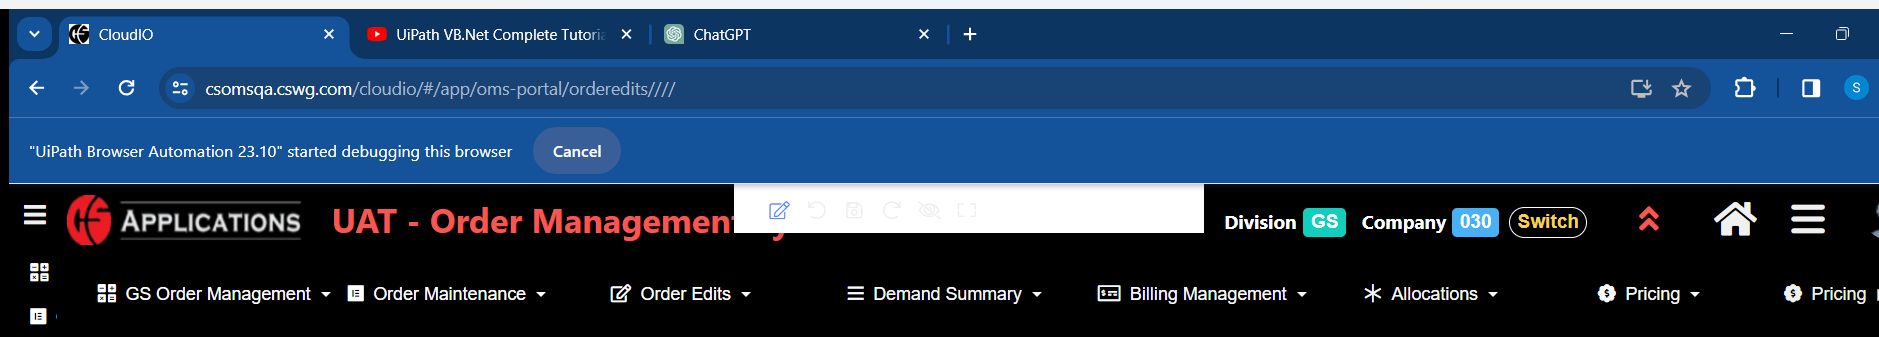 CloudIO
UiPath VB.Net Complete Tutoria
ChatGPT
csomsqa.cswg.com/cloudio/#/app/oms-portal/orderedits////
S
"UiPath Browser Automation 23.10" started debugging this browser
Cancel
APPLICATIONS
UAT - Order Management
Division GS Company 030 Switch
GS Order Management
Order Maintenance
Order Edits
Demand Summary
Billing Management
Allocations
Pricing
Pricing